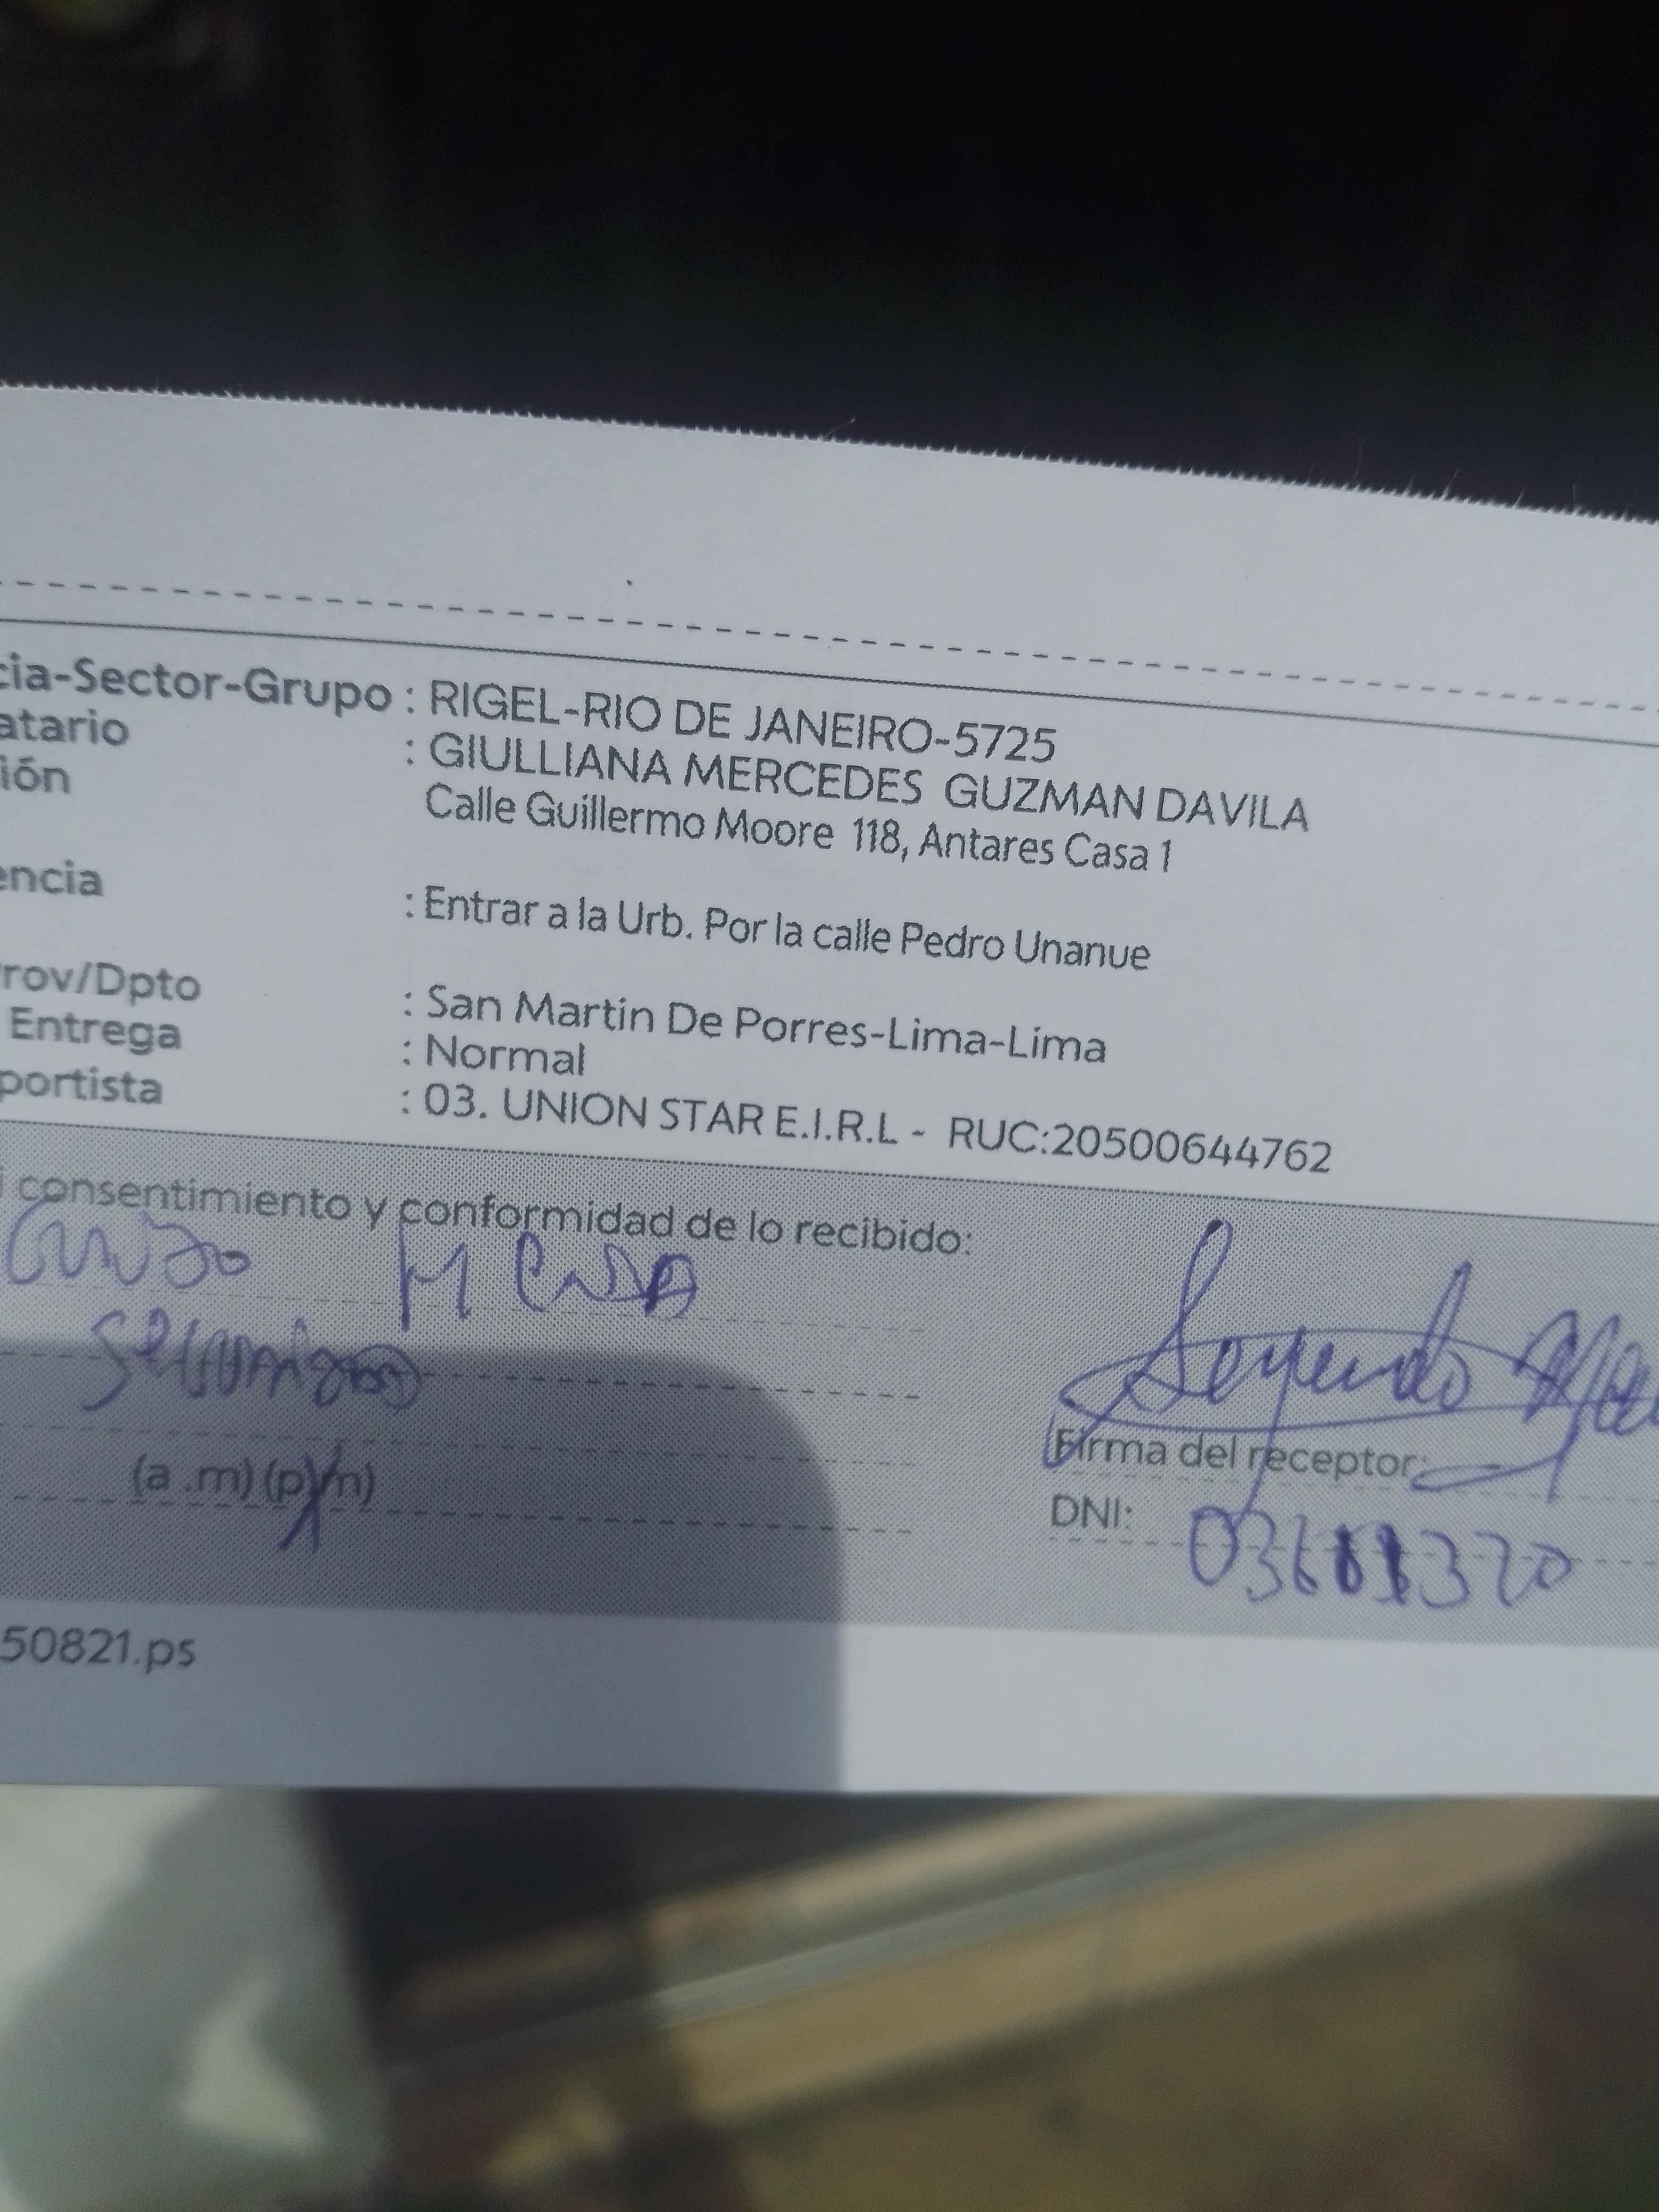 cia-Sector-Grupo : RIGEL-RIO DE JANEIRO-5725
atario : GIULLIANA MERCEDES GUZMAN DAVILA
ión Calle Guillermo Moore 118, Antares Casa 1
encia : Entrar a la Urb. Por la calle Pedro Unanue
rov/Dpto : San Martin De Porres-Lima-Lima
Entrega : Normal
portista : 03. UNION STAR E.I.R.L - RUC:20500644762
i consentimiento y conformidad de lo recibido:
Segundo
Firma del receptor:
(a .m) (p.m)
DNI:
50821.ps